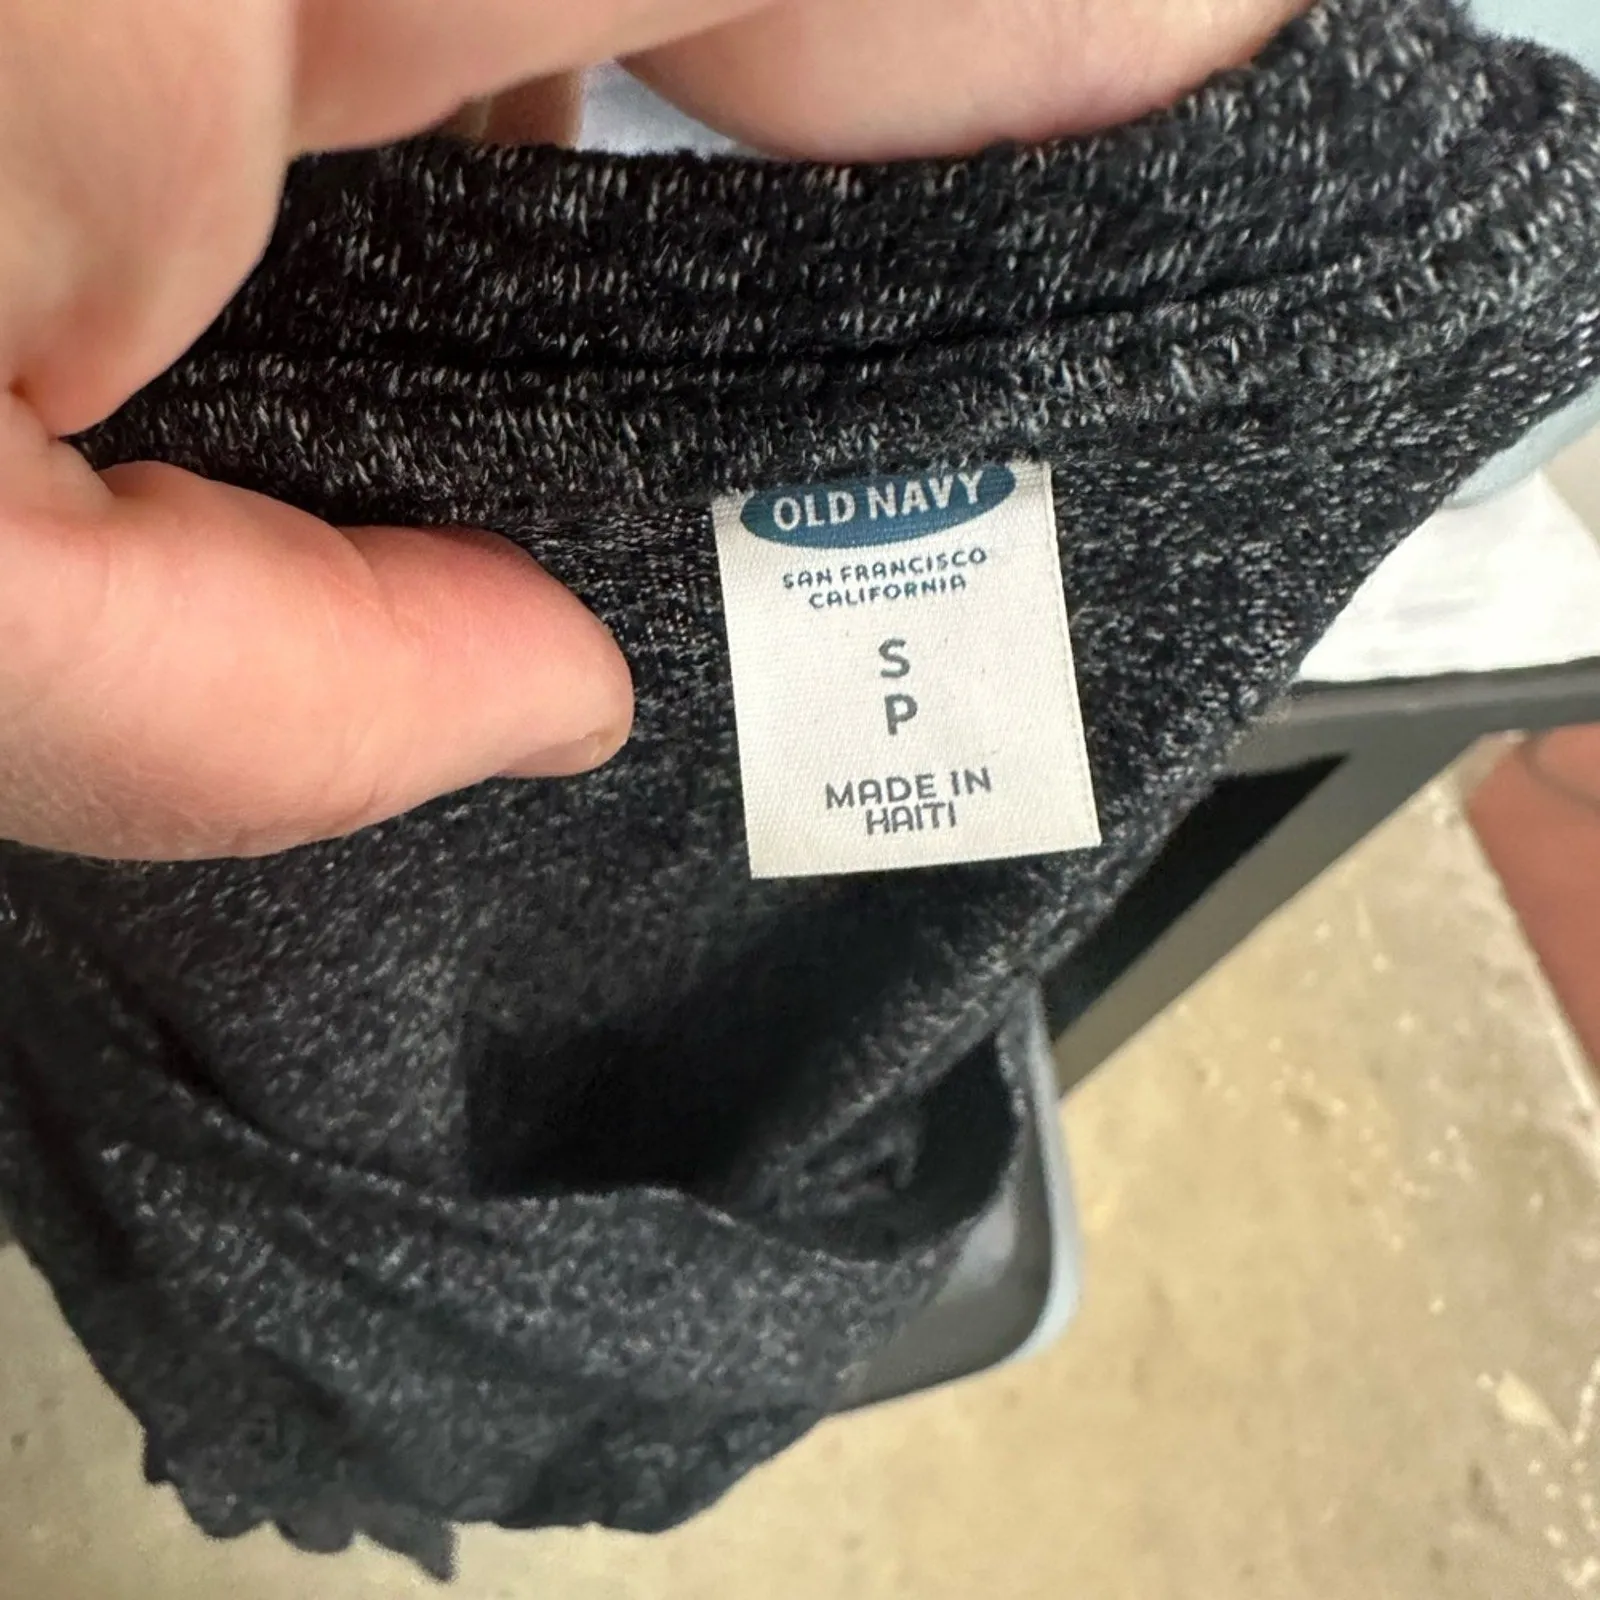 OLD NAVY
SAN FRANCISCO
CALIFORNIA
S
P
MADE IN
HAITI